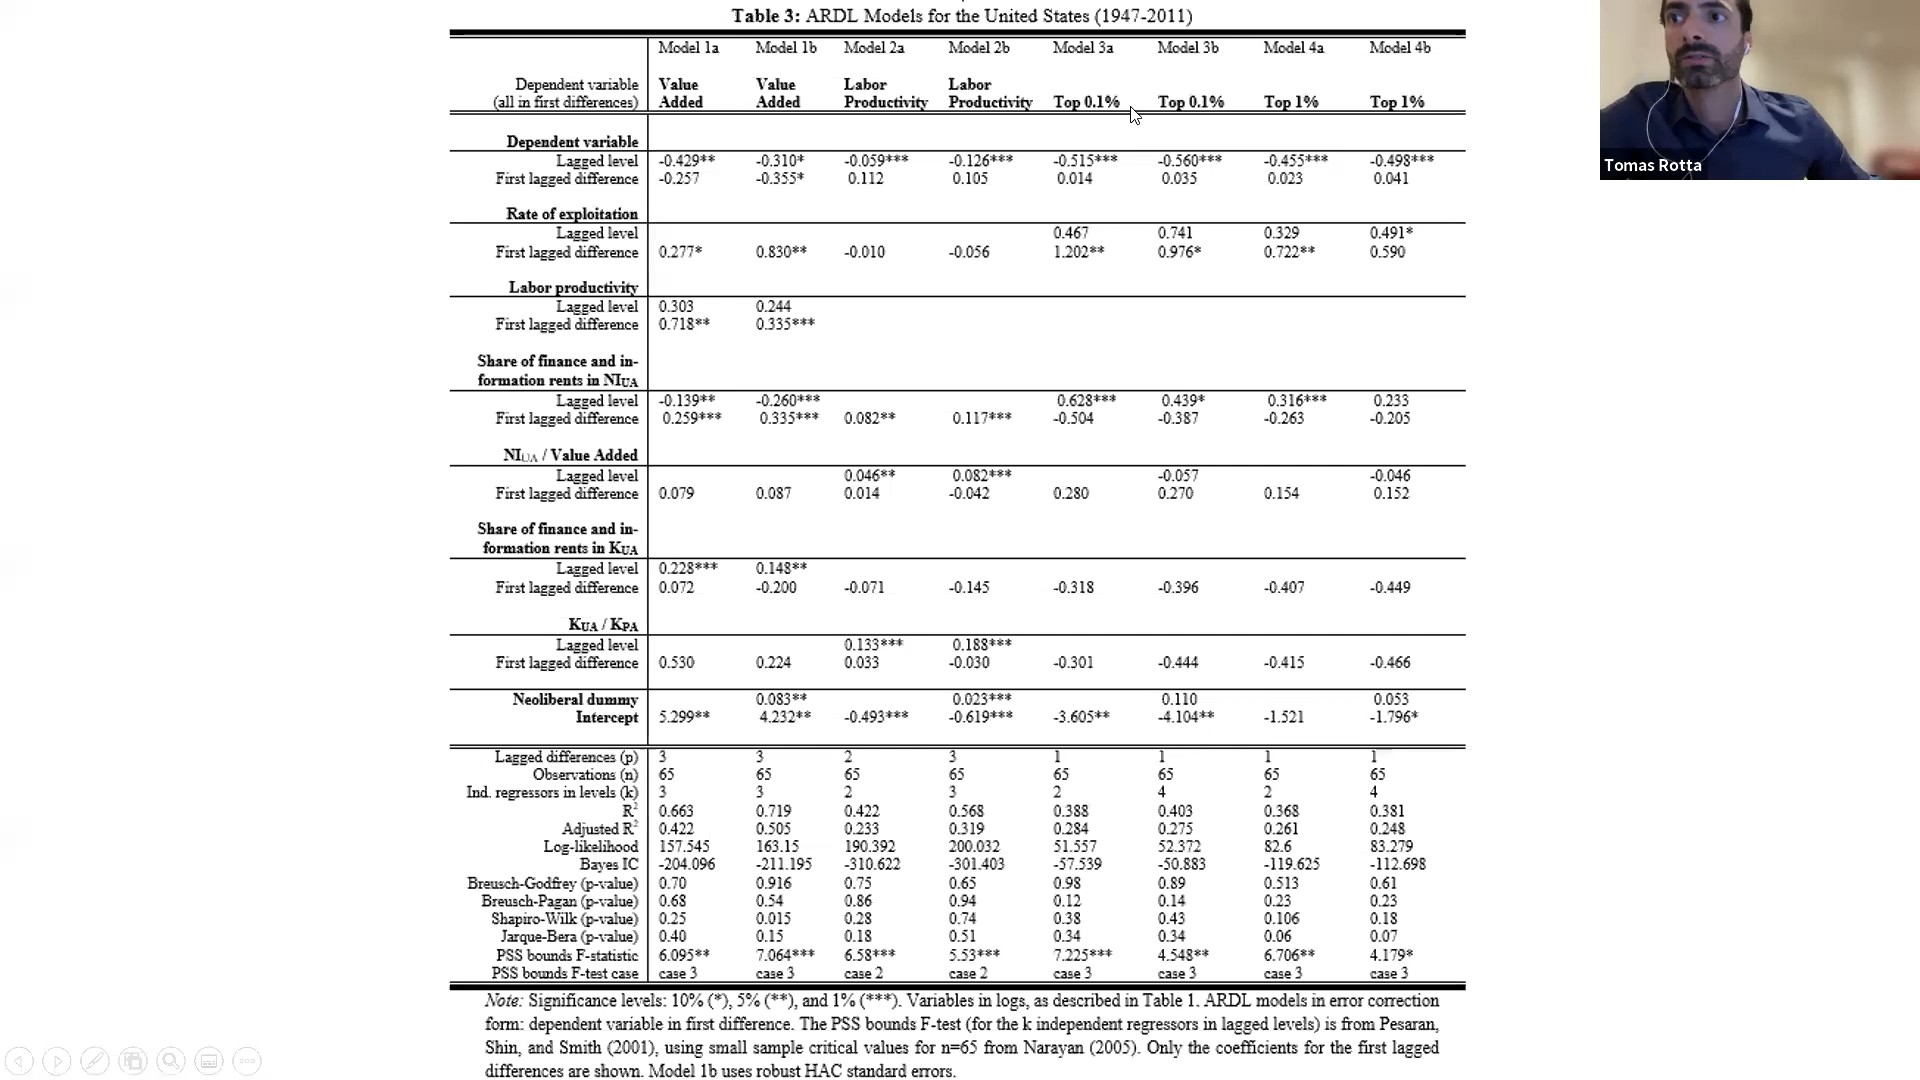 Table 3: ARDL Models for the United States (1947-2011)
Model 1a Model 1b Model 2a Model 2b Model 3a Model 3b Model 4a Model 4b
Dependent variable Value Value Labor Labor
(all in first differences) Added Added Productivity Productivity Top 0.1% Top 0.1% Top 1% Top 1%
Dependent variable
Lagged level -0.429** -0.310* -0.059*** -0.126*** -0.515*** -0.560*** -0.455*** -0.498***
First lagged difference -0.257 -0.355* 0.112 0.105 0.014 0.035 0.023 0.041
Rate of exploitation
Lagged level 0.467 0.741 0.329 0.491*
First lagged difference 0.277* 0.830** -0.010 -0.056 1.202** 0.976* 0.722** 0.590
Labor productivity
Lagged level 0.303 0.244
First lagged difference 0.718** 0.335***
Share of finance and in-
formation rents in NIUA
Lagged level -0.139** -0.260*** 0.628*** 0.439* 0.316*** 0.233
First lagged difference 0.259*** 0.335*** 0.082** 0.117*** -0.504 -0.387 -0.263 -0.205
NIUA / Value Added
Lagged level 0.046** 0.082*** -0.057 -0.046
First lagged difference 0.079 0.087 0.014 -0.042 0.280 0.270 0.154 0.152
Share of finance and in-
formation rents in KUA
Lagged level 0.228*** 0.148**
First lagged difference 0.072 -0.200 -0.071 -0.145 -0.318 -0.396 -0.407 -0.449
KUA / KPA
Lagged level 0.133*** 0.188***
First lagged difference 0.530 0.224 0.033 -0.030 -0.301 -0.444 -0.415 -0.466
Neoliberal dummy 0.083** 0.023*** 0.110 0.053
Intercept 5.299** 4.232** -0.493*** -0.619*** -3.605** -4.104** -1.521 -1.796*
Lagged differences (p) 3 3 2 3 1 1 1 1
Observations (n) 65 65 65 65 65 65 65 65
Ind. regressors in levels (k) 3 3 2 3 2 4 2 4
R2 0.663 0.719 0.422 0.568 0.388 0.403 0.368 0.381
Adjusted R2 0.422 0.505 0.233 0.319 0.284 0.275 0.261 0.248
Log-likelihood 157.545 163.15 190.392 200.032 51.557 52.372 82.6 83.279
Bayes IC -204.096 -211.195 -310.622 -301.403 -57.539 -50.883 -119.625 -112.698
Breusch-Godfrey (p-value) 0.70 0.916 0.75 0.65 0.98 0.89 0.513 0.61
Breusch-Pagan (p-value) 0.68 0.54 0.86 0.94 0.12 0.14 0.23 0.23
Shapiro-Wilk (p-value) 0.25 0.015 0.28 0.74 0.38 0.43 0.106 0.18
Jarque-Bera (p-value) 0.40 0.15 0.18 0.51 0.34 0.34 0.06 0.07
PSS bounds F-statistic 6.095** 7.064*** 6.58*** 5.53*** 7.225*** 4.548** 6.706** 4.179*
PSS bounds F-test case case 3 case 3 case 2 case 2 case 3 case 3 case 3 case 3
Note: Significance levels: 10% (*), 5% (**), and 1% (***). Variables in logs, as described in Table 1. ARDL models in error correction
form: dependent variable in first difference. The PSS bounds F-test (for the k independent regressors in lagged levels) is from Pesaran,
Shin, and Smith (2001), using small sample critical values for n=65 from Narayan (2005). Only the coefficients for the first lagged
differences are shown. Model 1b uses robust HAC standard errors.
Tomas Rotta